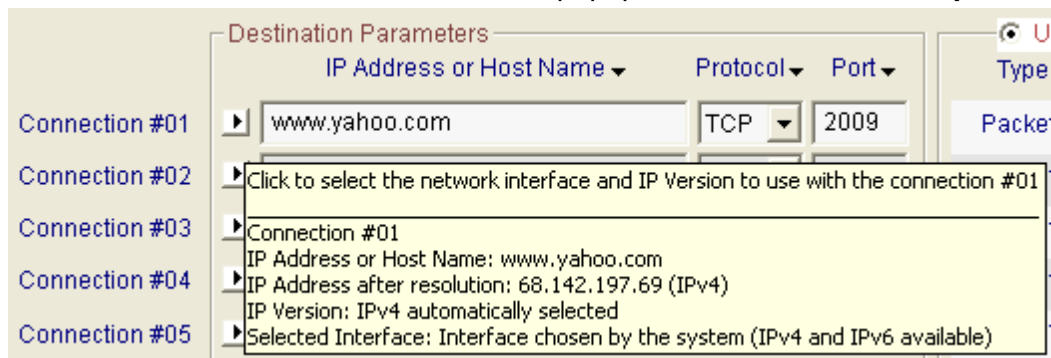 Destination Parameters U
IP Address or Host Name Protocol Port Type
Connection #01 www.yahoo.com TCP 2009 Packet
Connection #02
Click to select the network interface and IP Version to use with the connection #01
Connection #03
Connection #01
IP Address or Host Name: www.yahoo.com
Connection #04
IP Address after resolution: 68.142.197.69 (IPv4)
IP Version: IPv4 automatically selected
Connection #05
Selected Interface: Interface chosen by the system (IPv4 and IPv6 available)